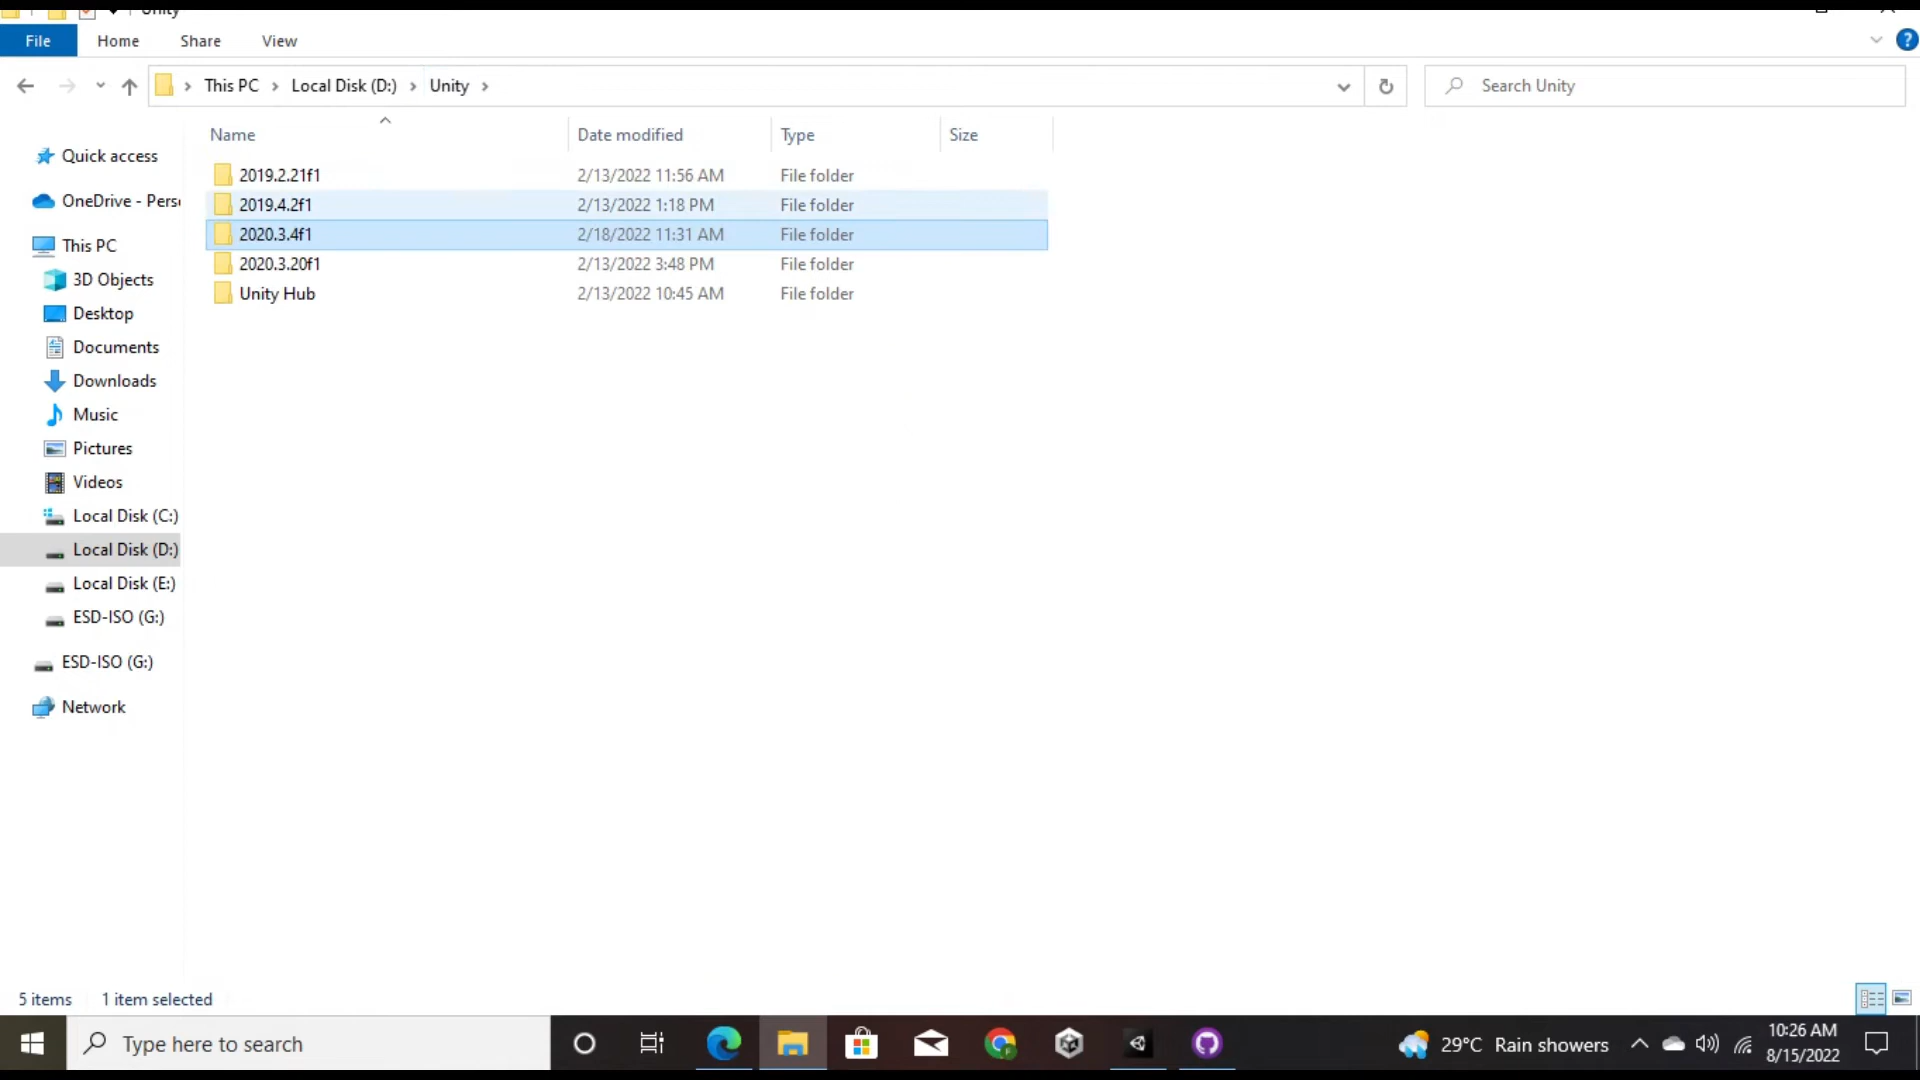 Unity
File Home Share View
This PC Local Disk (D:) Unity Search Unity
Name Date modified Type Size
2019.2.21f1 2/13/2022 11:56 AM File folder
2019.4.2f1 2/13/2022 1:18 PM File folder
2020.3.4f1 2/18/2022 11:31 AM File folder
2020.3.20f1 2/13/2022 3:48 PM File folder
Unity Hub 2/13/2022 10:45 AM File folder
Quick access
OneDrive - Pers
This PC
3D Objects
Desktop
Documents
Downloads
Music
Pictures
Videos
Local Disk (C:)
Local Disk (D:)
Local Disk (E:)
ESD-ISO (G:)
ESD-ISO (G:)
Network
5 items 1 item selected
Type here to search
29°C Rain showers
10:26 AM
8/15/2022